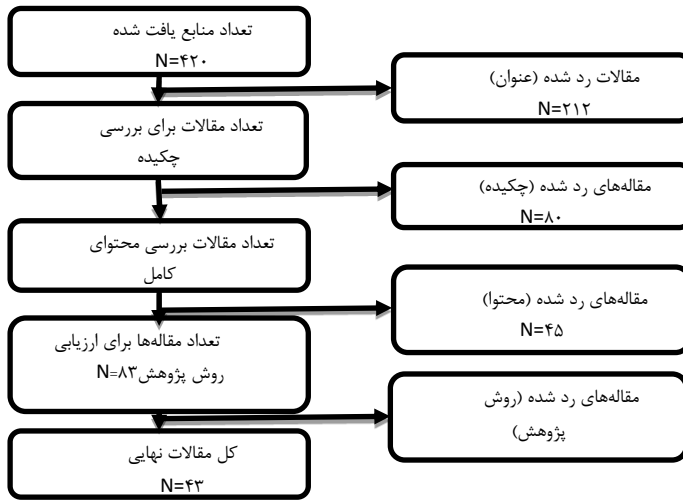 تعداد منابع یافت شده
N=۴۲۰
مقالات رد شده (عنوان)
N=۲۱۲
تعداد مقالات برای بررسی
چکیده
مقاله‌های رد شده (چکیده)
N=۸۰
تعداد مقالات بررسی محتوای
کامل
مقاله‌های رد شده (محتوا)
N=۴۵
تعداد مقاله‌ها برای ارزیابی
روش پژوهش N=۸۳
مقاله‌های رد شده (روش
پژوهش)
کل مقالات نهایی
N=۴۳